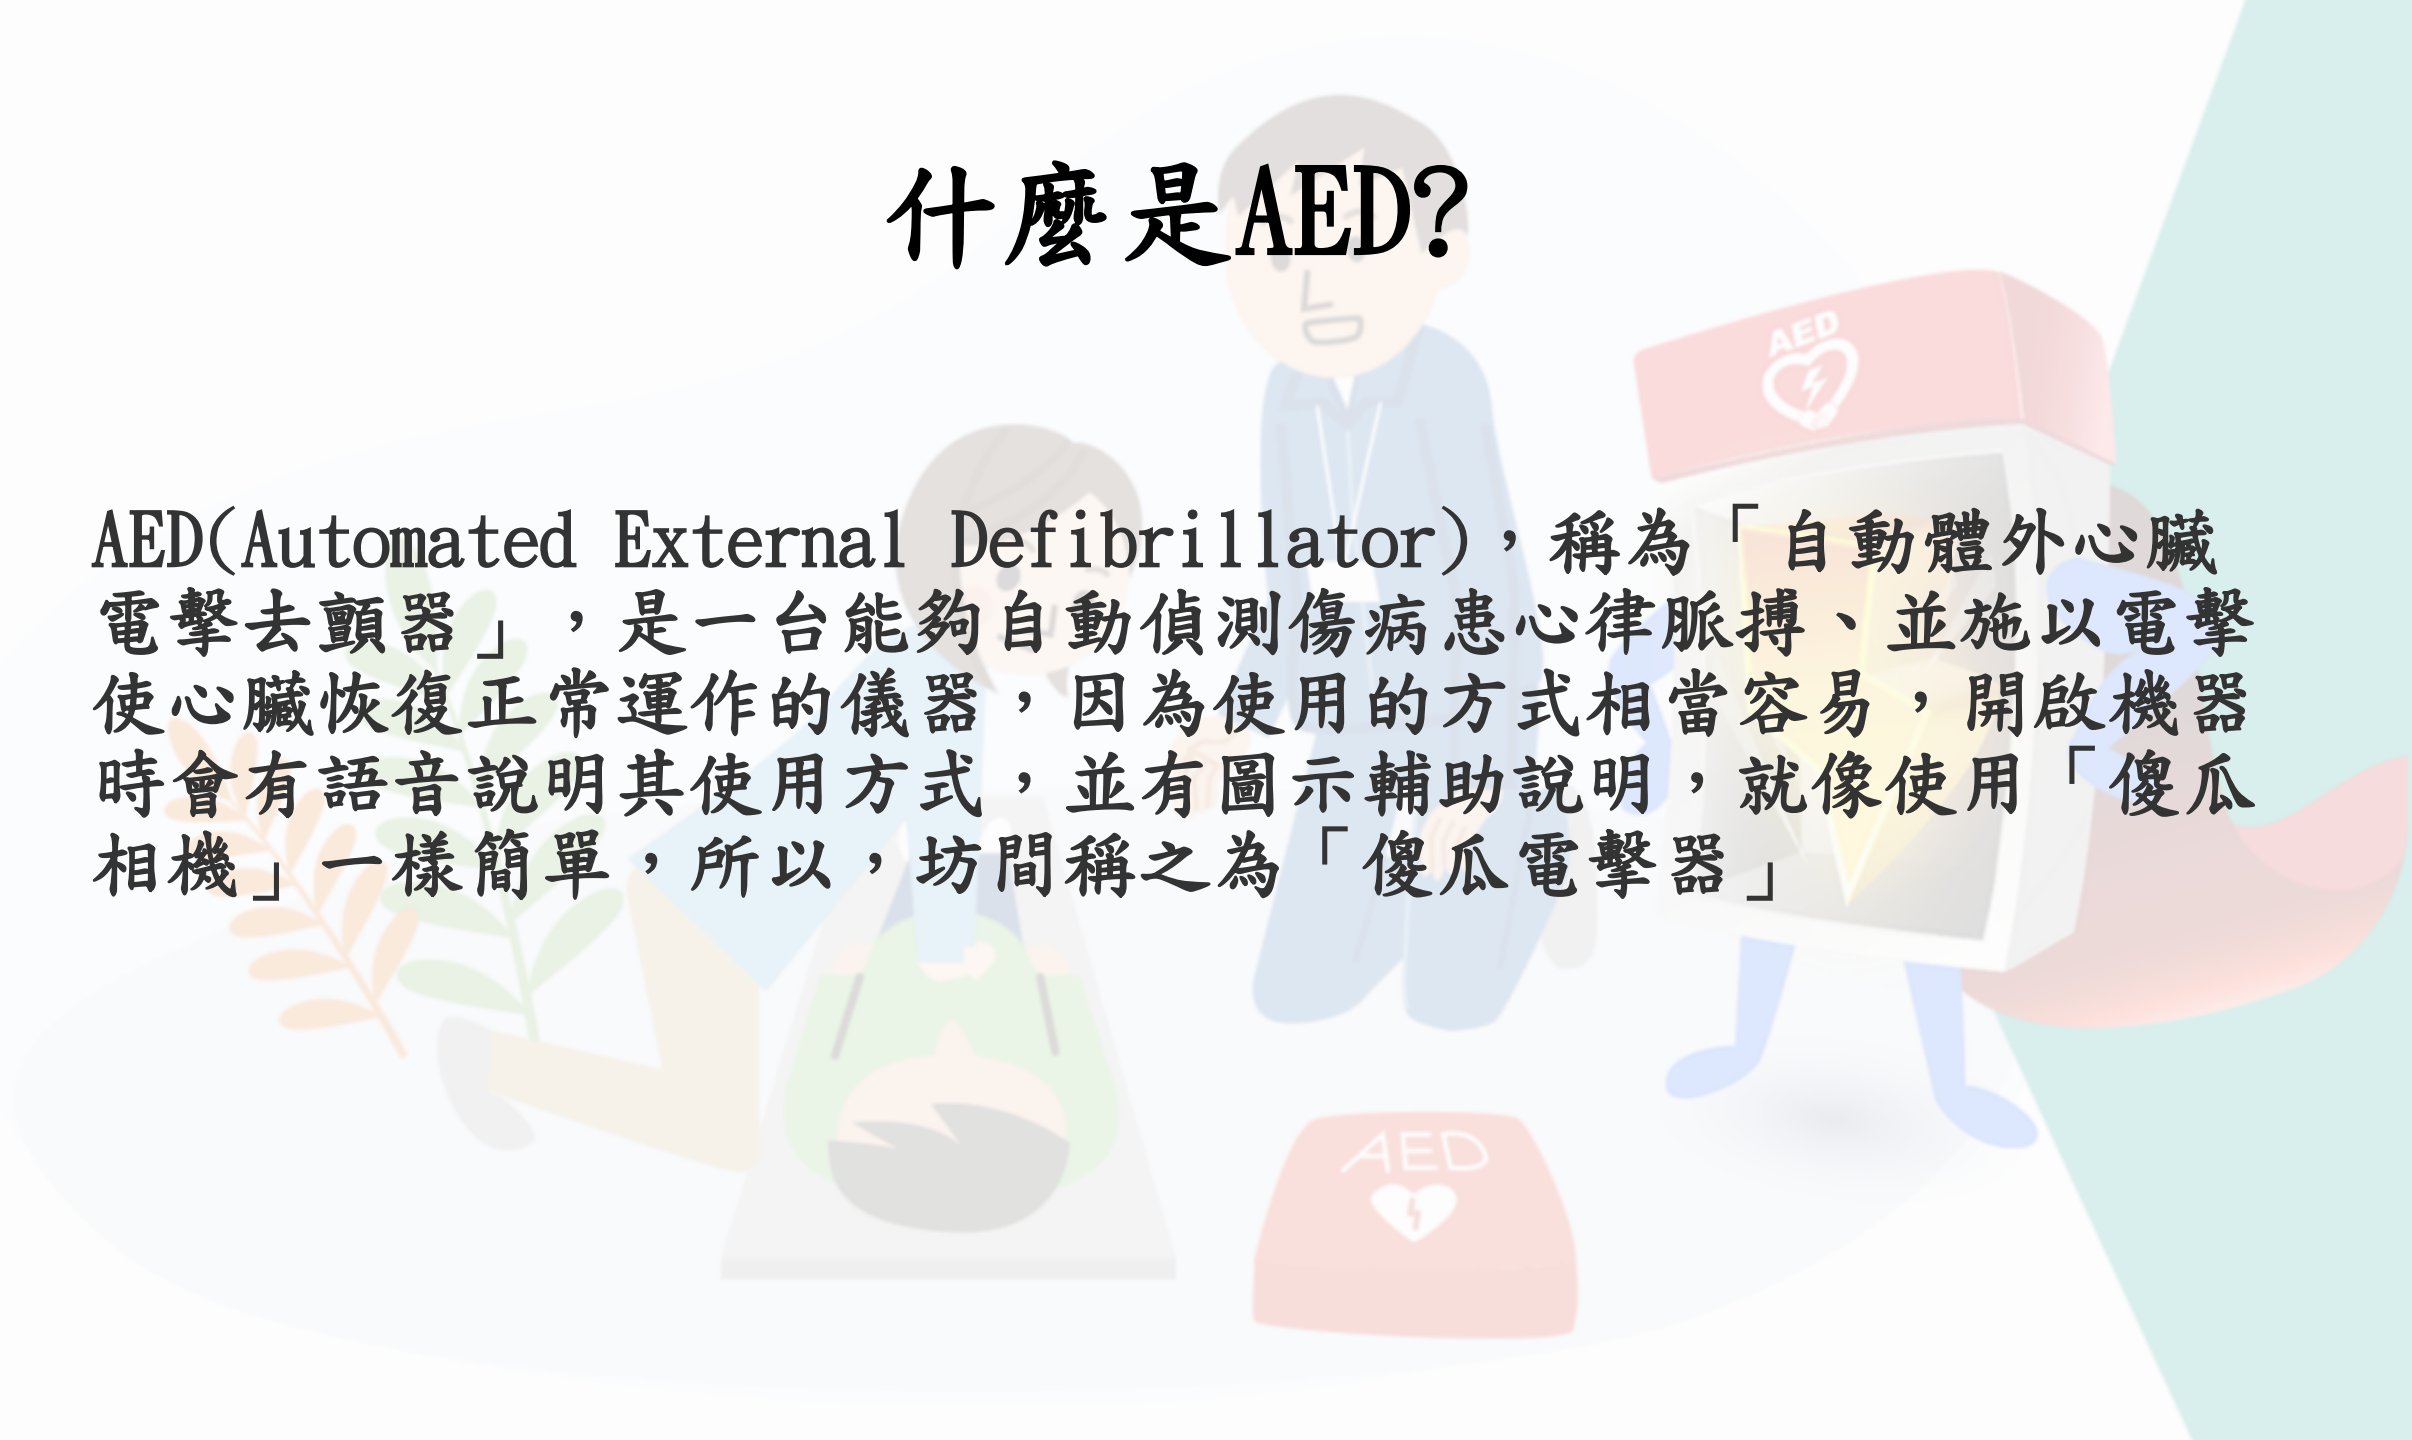 什麼是AED?
AED(Automated External Defibrillator)，稱為「自動體外心臟
電擊去顫器」，是一台能夠自動偵測傷病患心律脈搏、並施以電擊
使心臟恢復正常運作的儀器，因為使用的方式相當容易，開啟機器
時會有語音說明其使用方式，並有圖示輔助說明，就像使用「傻瓜
相機」一樣簡單，所以，坊間稱之為「傻瓜電擊器」
AED
AED